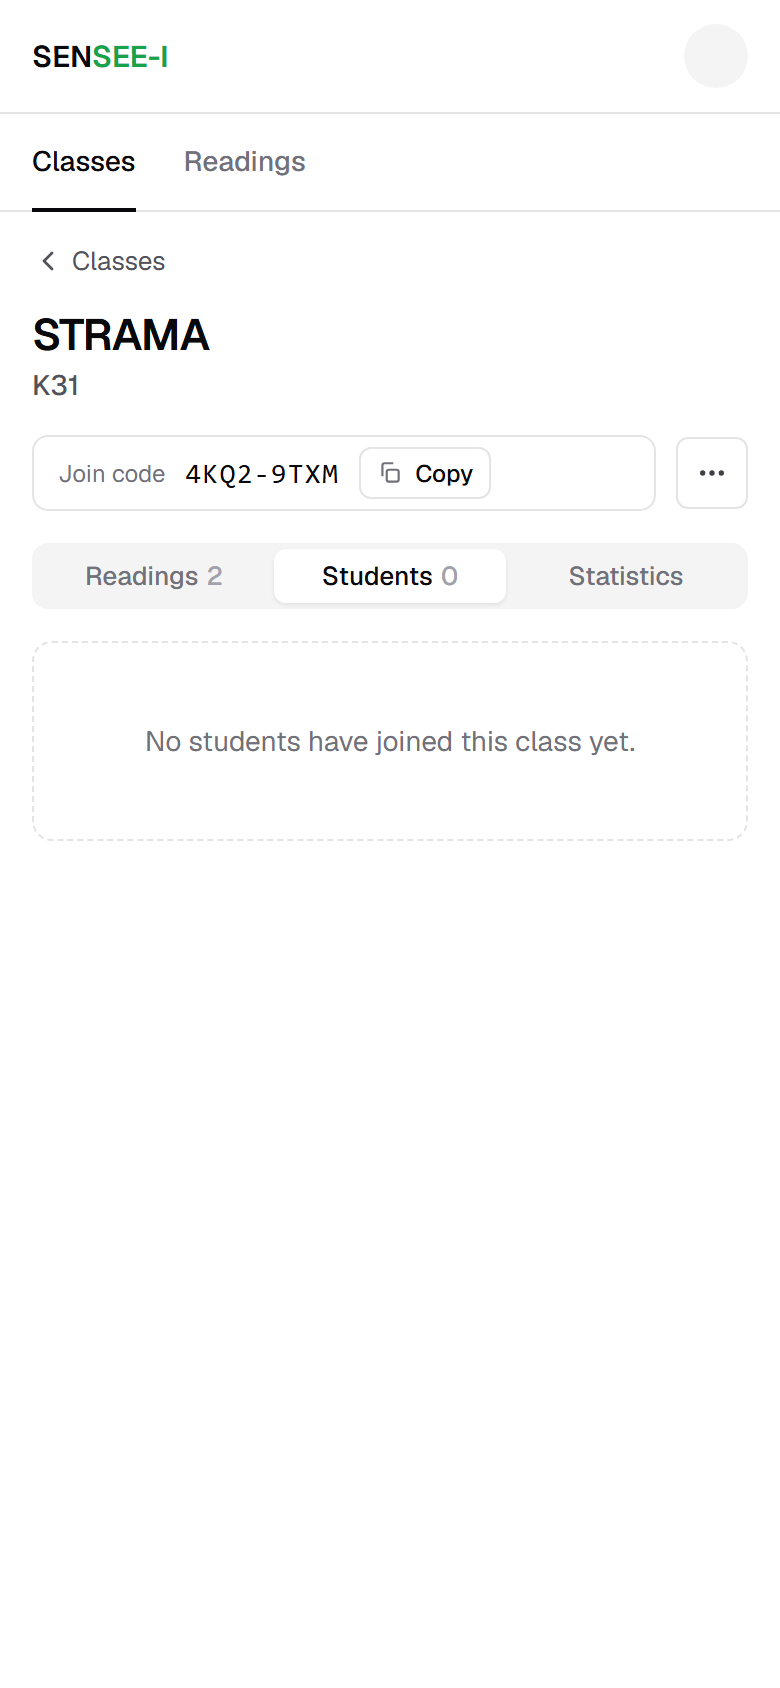 SENSEE-I
Classes Readings
Classes
STRAMA
K31
Join code 4KQ2-9TXM Copy
Readings 2 Students 0 Statistics
No students have joined this class yet.